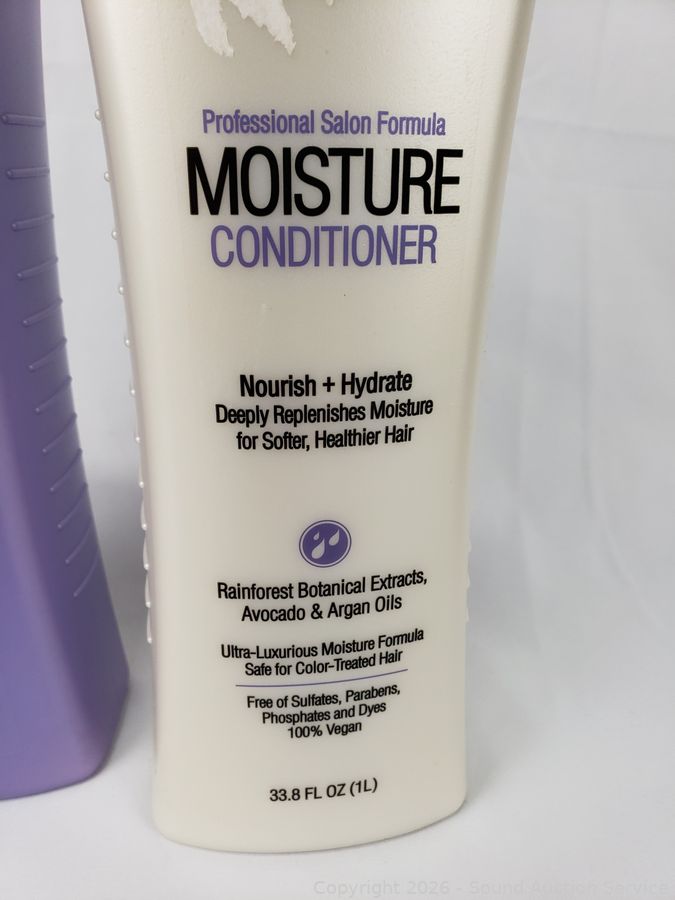 Professional Salon Formula
MOISTURE
CONDITIONER
Nourish + Hydrate
Deeply Replenishes Moisture
for Softer, Healthier Hair
Rainforest Botanical Extracts,
Avocado & Argan Oils
Ultra-Luxurious Moisture Formula
Safe for Color-Treated Hair
Free of Sulfates, Parabens,
Phosphates and Dyes
100% Vegan
33.8 FL OZ (1L)
Copyright 2026 - Sound Auction Service